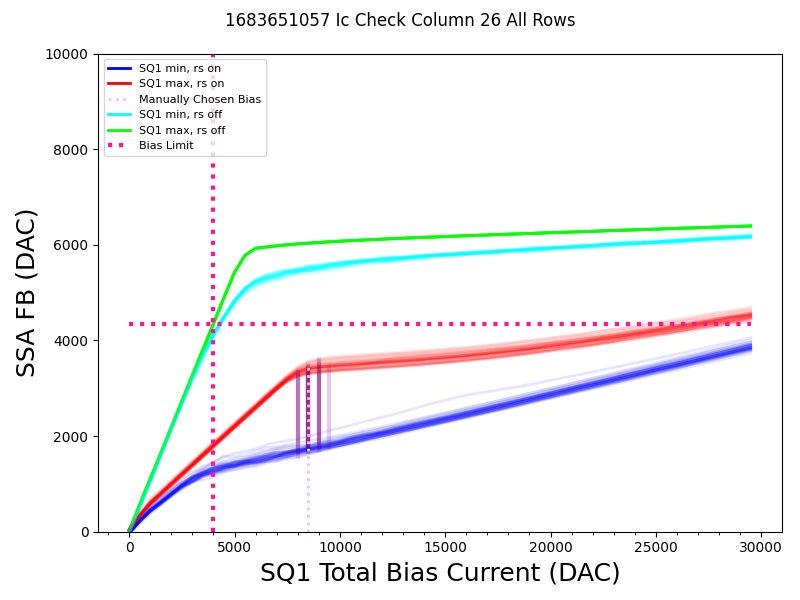 1683651057 Ic Check Column 26 All Rows
SSA FB (DAC)
10000
8000
6000
4000
2000
0
SQ1 min, rs on
SQ1 max, rs on
Manually Chosen Bias
SQ1 min, rs off
SQ1 max, rs off
Bias Limit
0 5000 10000 15000 20000 25000 30000
SQ1 Total Bias Current (DAC)